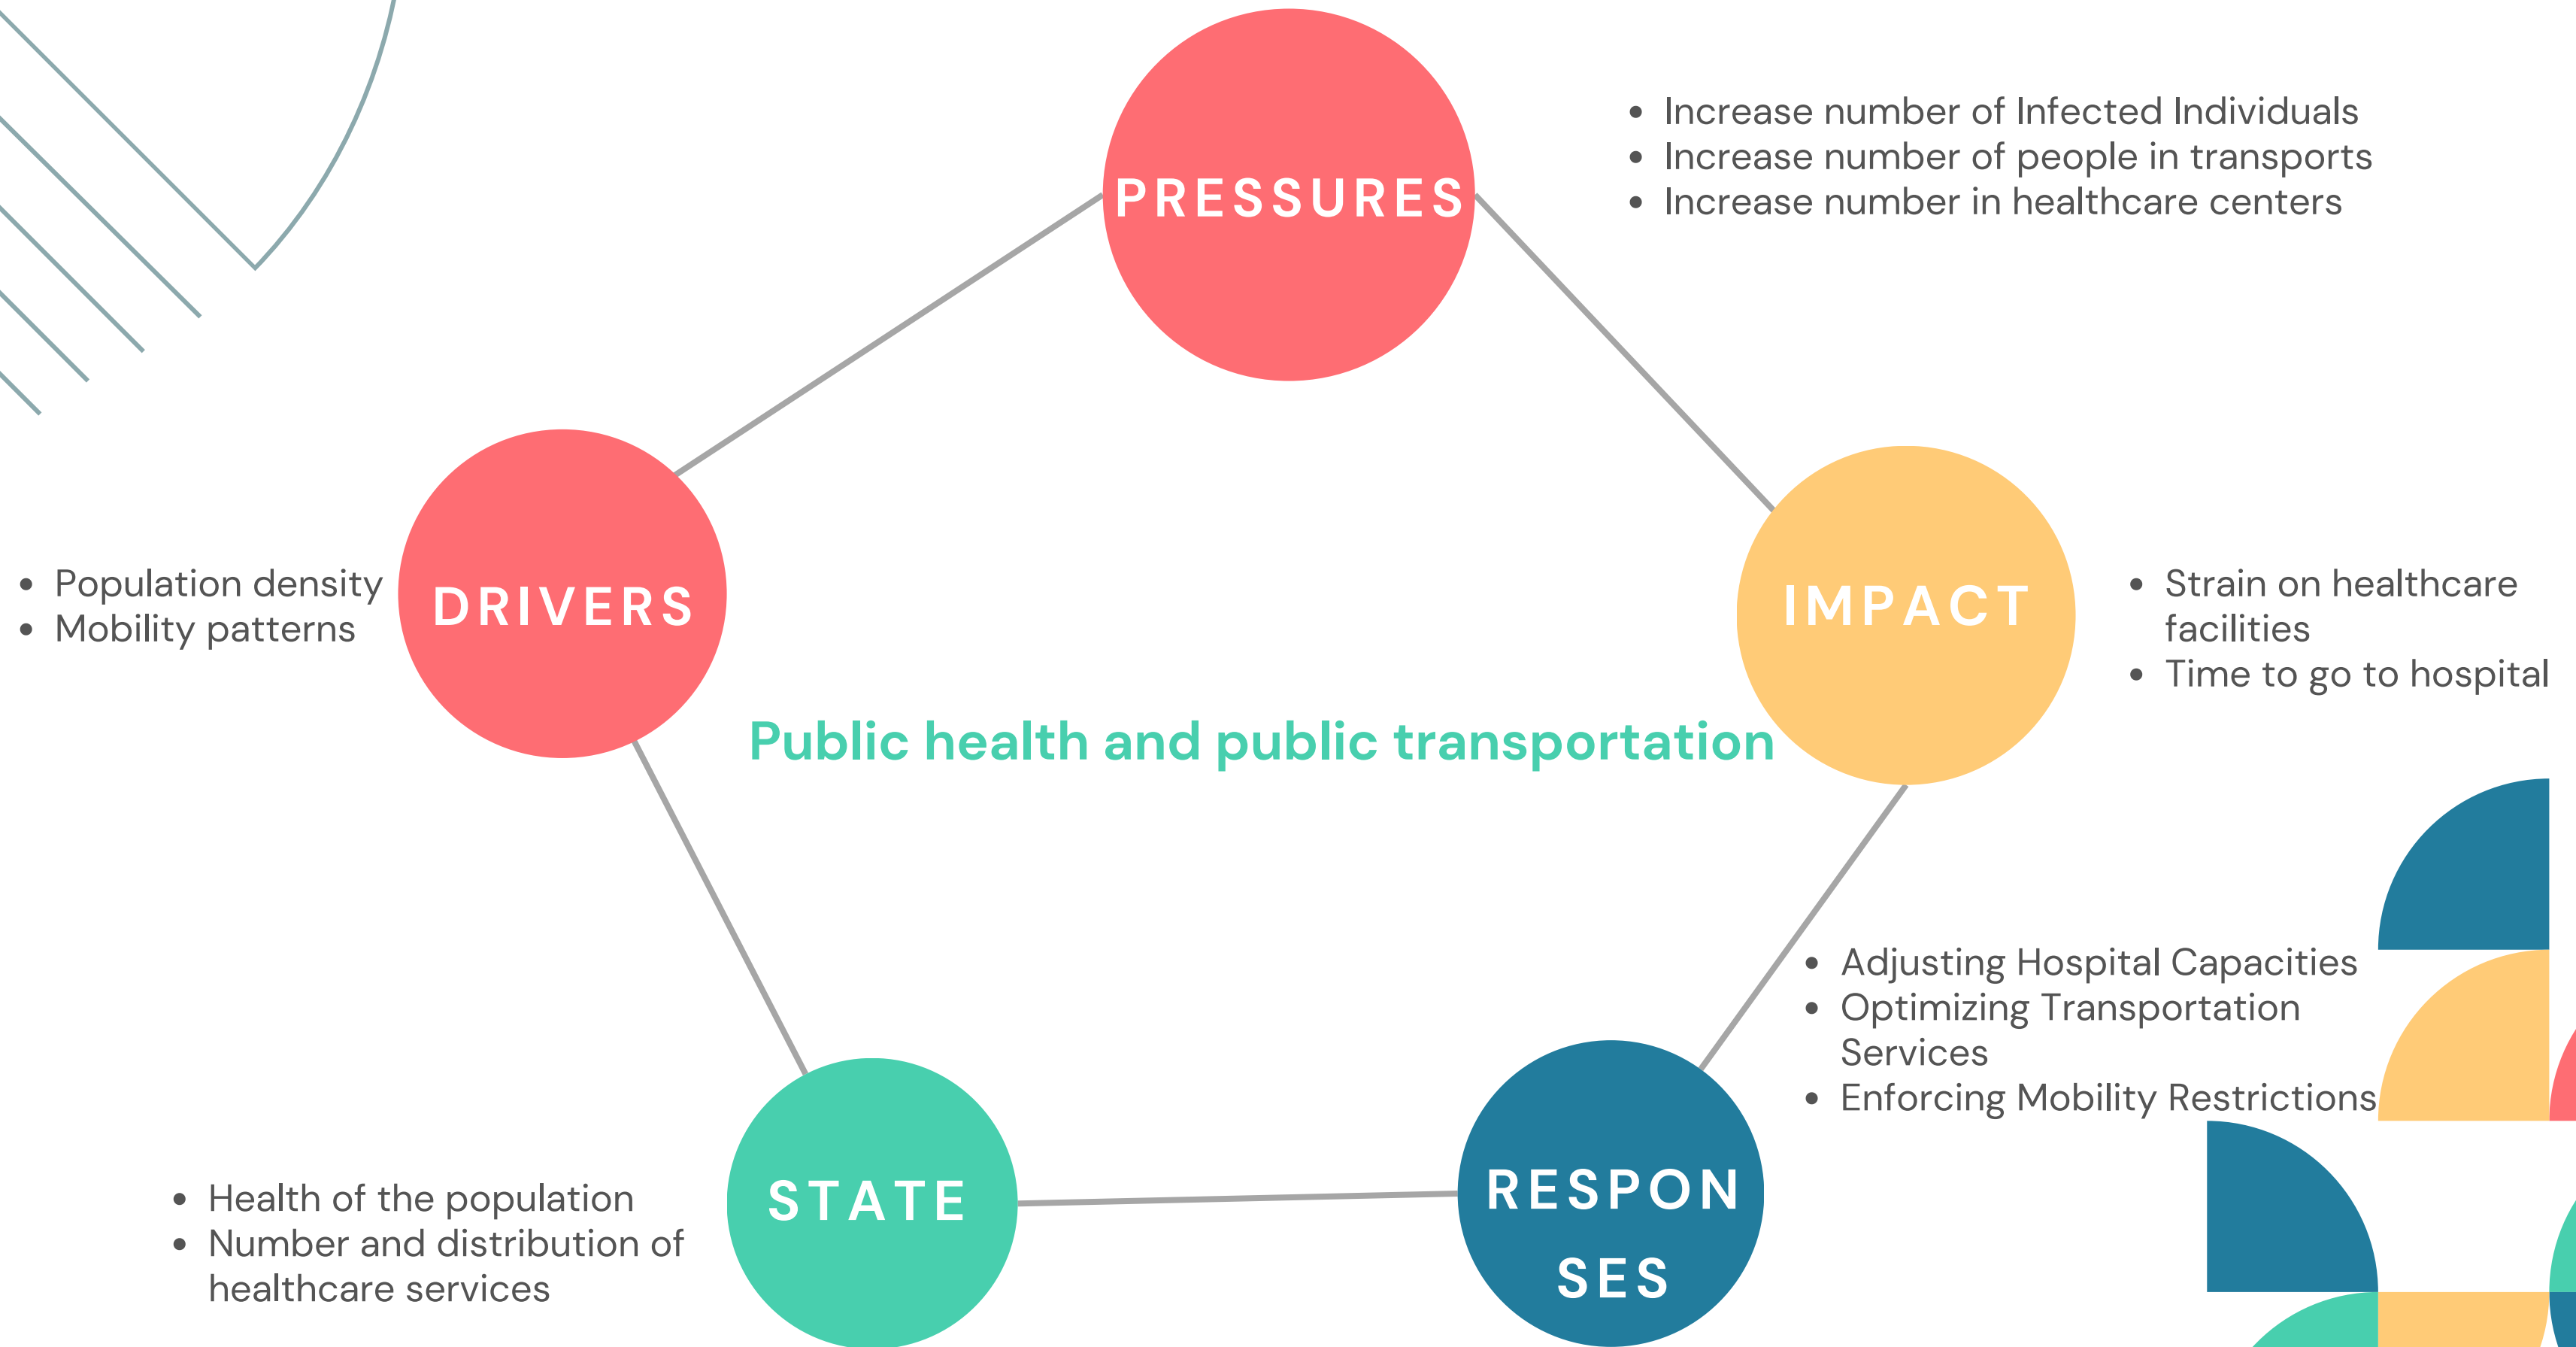 PRESSURES
• Increase number of Infected Individuals
• Increase number of people in transports
• Increase number in healthcare centers
DRIVERS
• Population density
• Mobility patterns
IMPACT
• Strain on healthcare
facilities
• Time to go to hospital
Public health and public transportation
• Adjusting Hospital Capacities
• Optimizing Transportation
Services
• Enforcing Mobility Restrictions
STATE
• Health of the population
• Number and distribution of
healthcare services
RESPON
SES